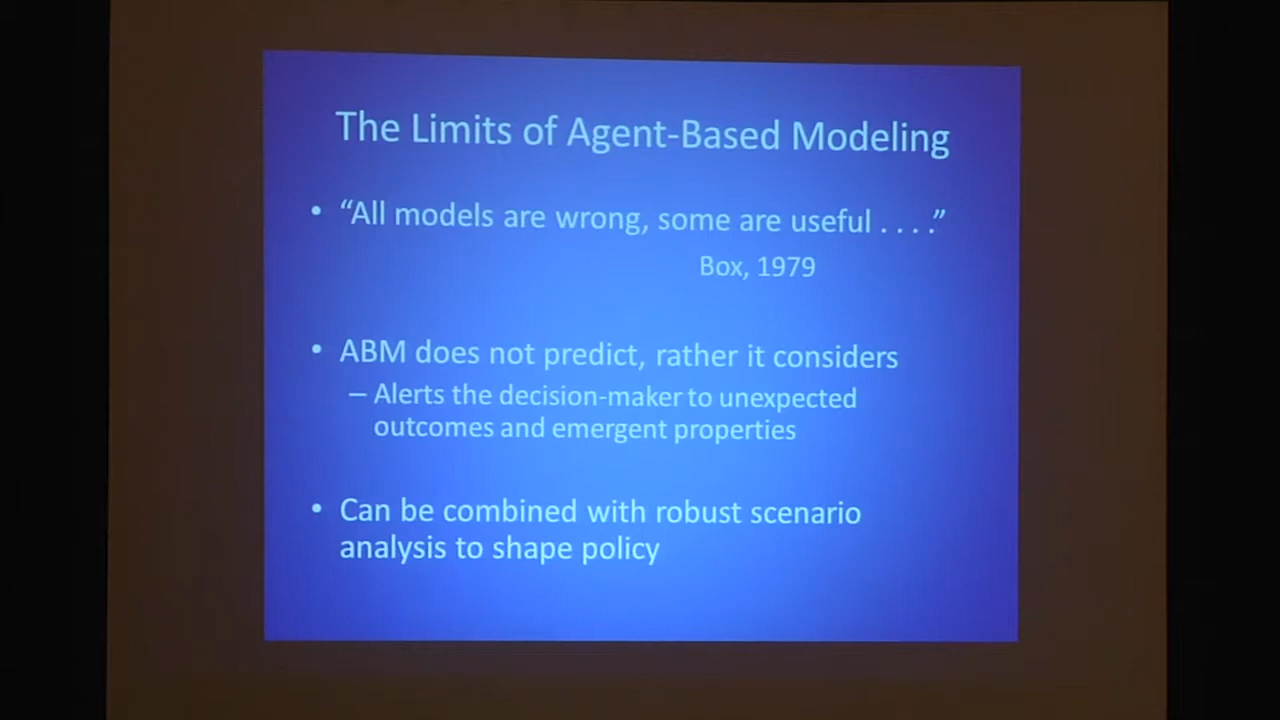 The Limits of Agent-Based Modeling
• “All models are wrong, some are useful . . . .”
Box, 1979
• ABM does not predict, rather it considers
– Alerts the decision-maker to unexpected
outcomes and emergent properties
• Can be combined with robust scenario
analysis to shape policy